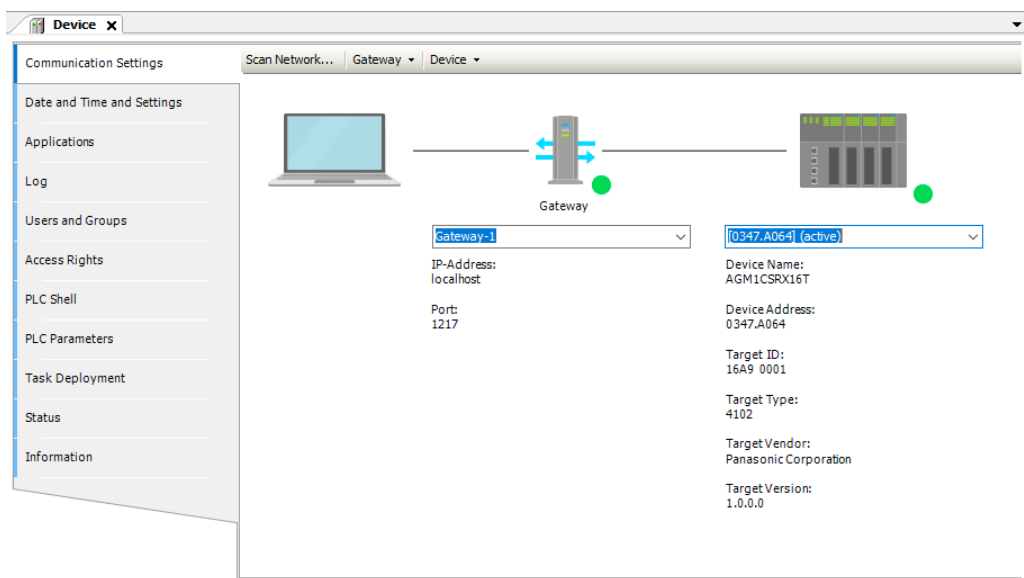 Device
Communication Settings
Scan Network... Gateway Device
Date and Time and Settings
Applications
Log
Users and Groups
Access Rights
PLC Shell
PLC Parameters
Task Deployment
Status
Information
Gateway
Gateway-1
IP-Address:
localhost
Port:
1217
[0347.A064] (active)
Device Name:
AGM1CSRX16T
Device Address:
0347.A064
Target ID:
16A9 0001
Target Type:
4102
Target Vendor:
Panasonic Corporation
Target Version:
1.0.0.0